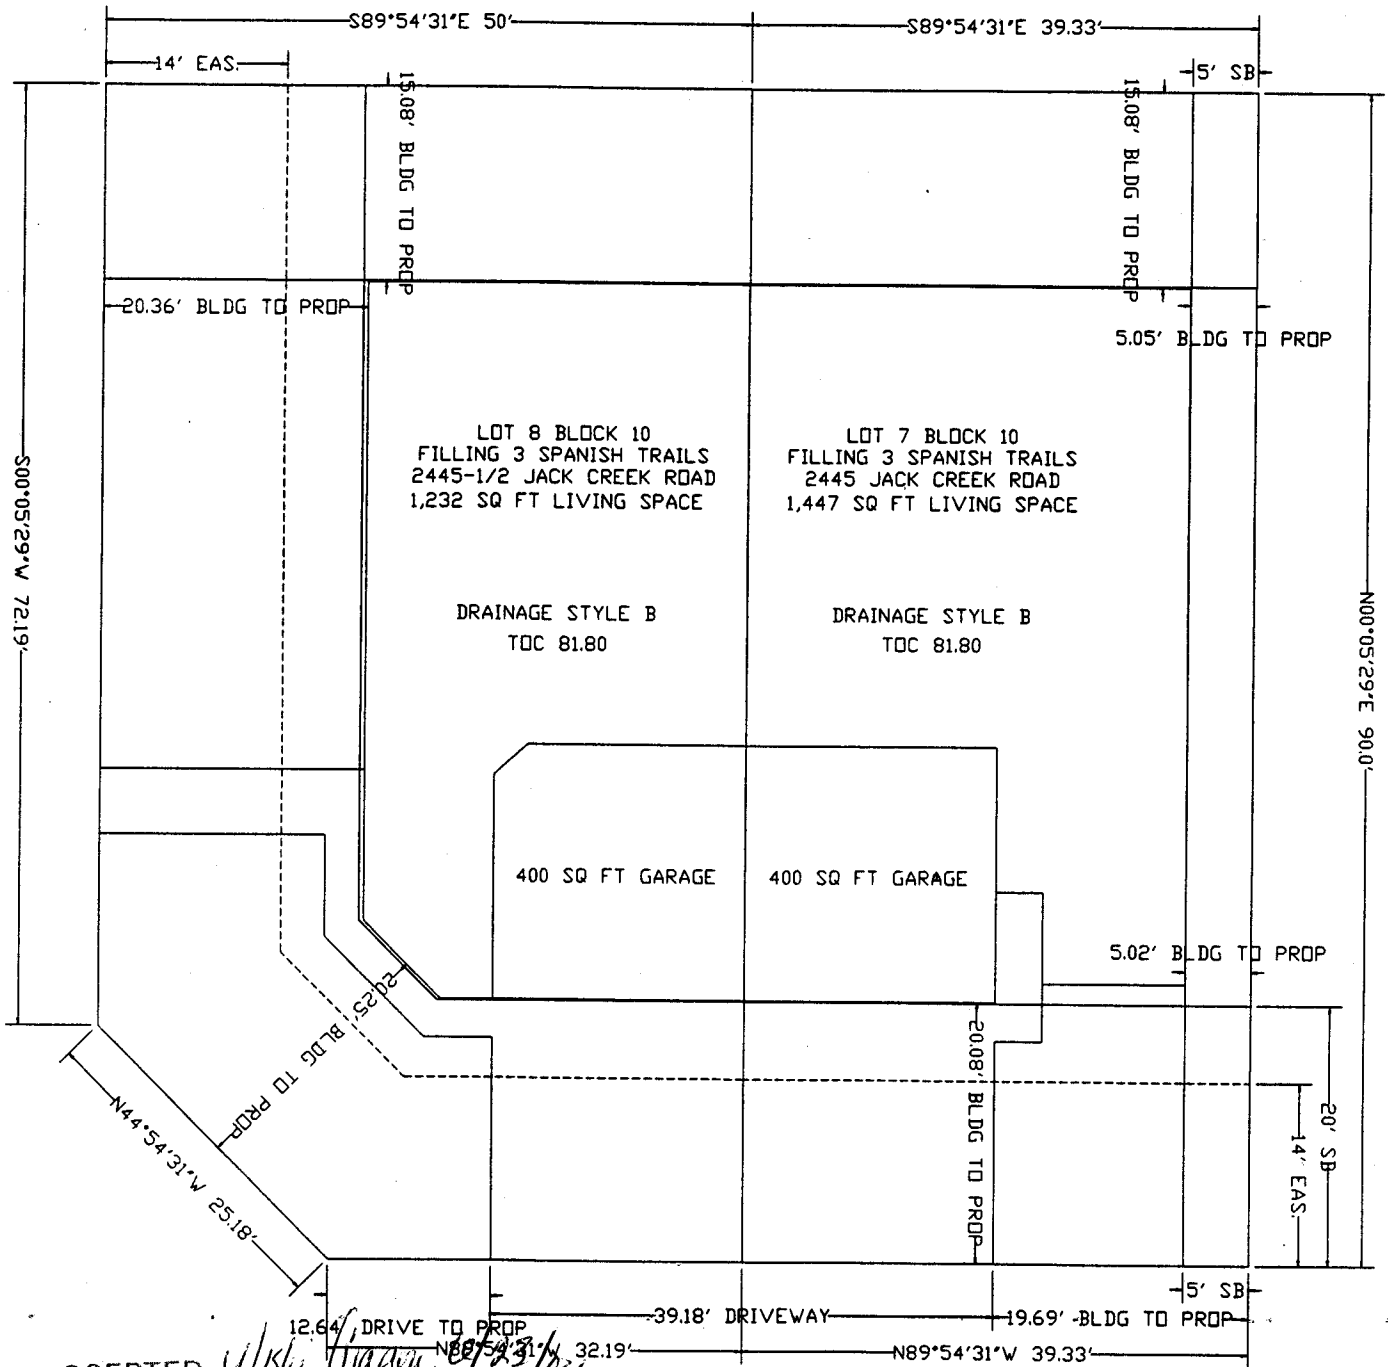 S89°54'31"E 50'
S89°54'31"E 39.33'
14' EAS.
5' SB
15.08' BLDG TO PROP
15.08' BLDG TO PROP
20.36' BLDG TO PROP
5.05' BLDG TO PROP
LOT 8 BLOCK 10
FILLING 3 SPANISH TRAILS
2445-1/2 JACK CREEK ROAD
1,232 SQ FT LIVING SPACE
LOT 7 BLOCK 10
FILLING 3 SPANISH TRAILS
2445 JACK CREEK ROAD
1,447 SQ FT LIVING SPACE
S00°05'29"W 72.19'
N00°05'29"E 90.0'
DRAINAGE STYLE B
TOC 81.80
DRAINAGE STYLE B
TOC 81.80
400 SQ FT GARAGE
400 SQ FT GARAGE
5.02' BLDG TO PROP
20.25' BLDG TO PROP
20.08' BLDG TO PROP
20' SB
14' EAS.
N44°54'31"W 25.18'
5' SB
39.18' DRIVEWAY
19.69' BLDG TO PROP
12.64' DRIVE TO PROP
32.19'
N89°54'31"W 39.33'